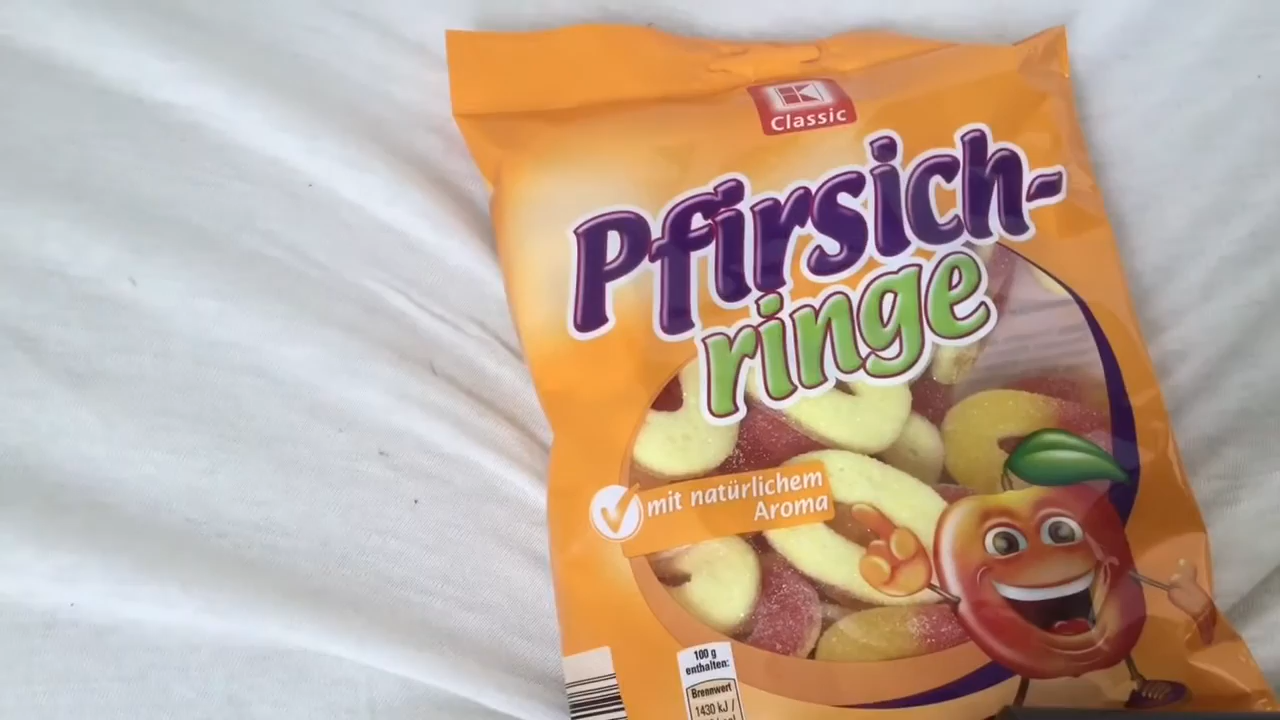 K
Classic
Pfirsich-
ringe
mit natürlichem
Aroma
100 g
enthalten:
Brennwert
1430 kJ /